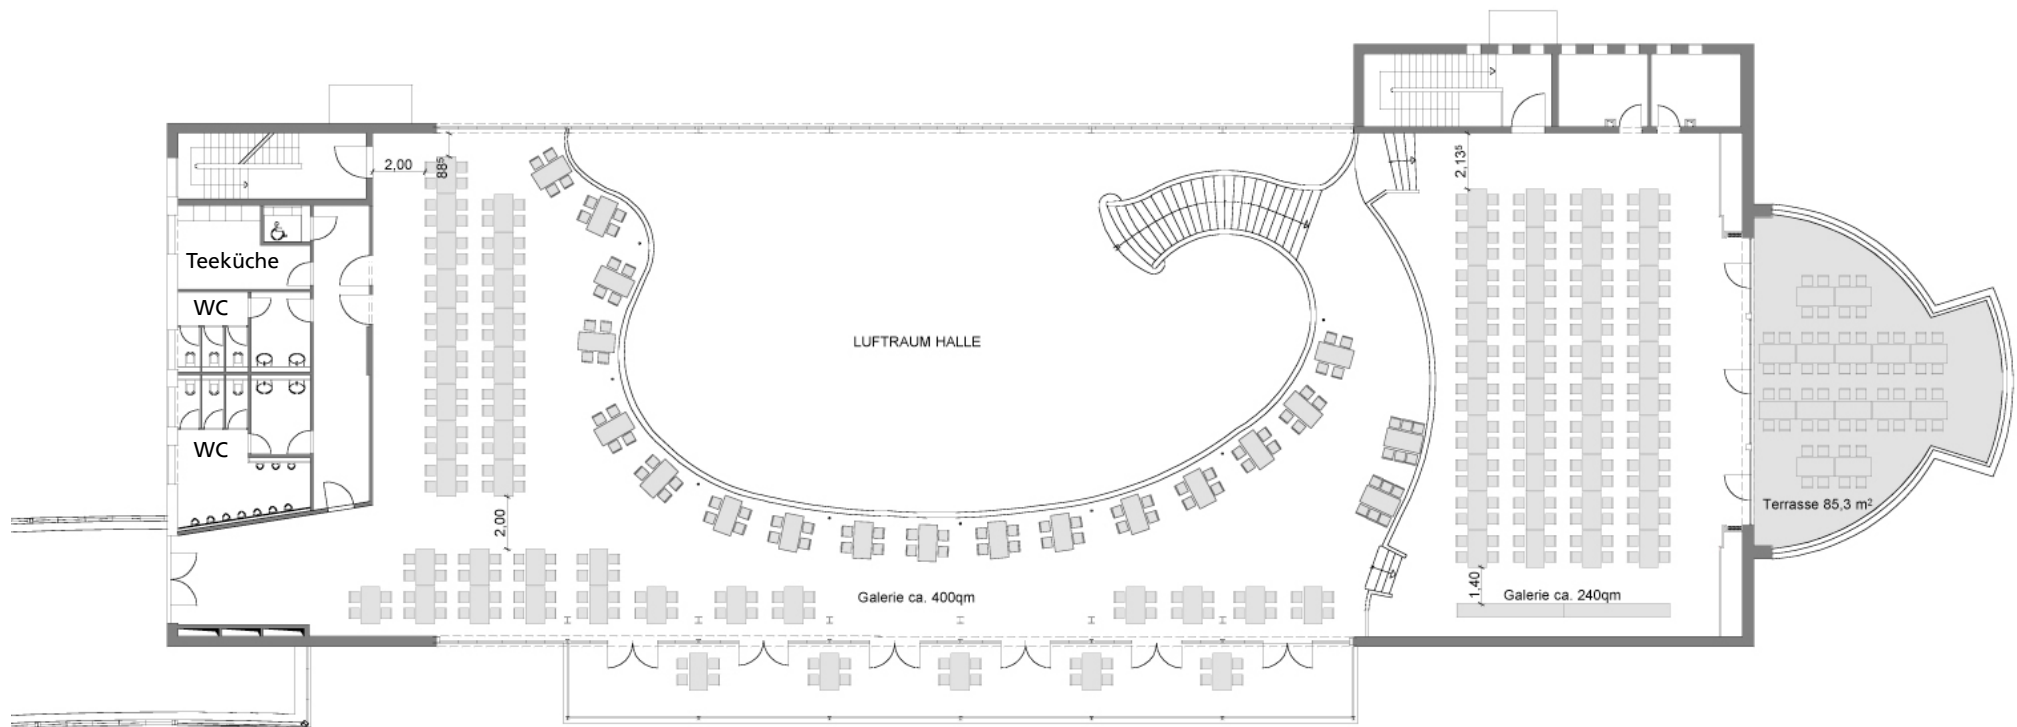 2,00
88⁵
2,13⁵
Teeküche
WC
LUFTRAUM HALLE
WC
Terrasse 85,3 m²
2,00
1,40
Galerie ca. 400qm
Galerie ca. 240qm